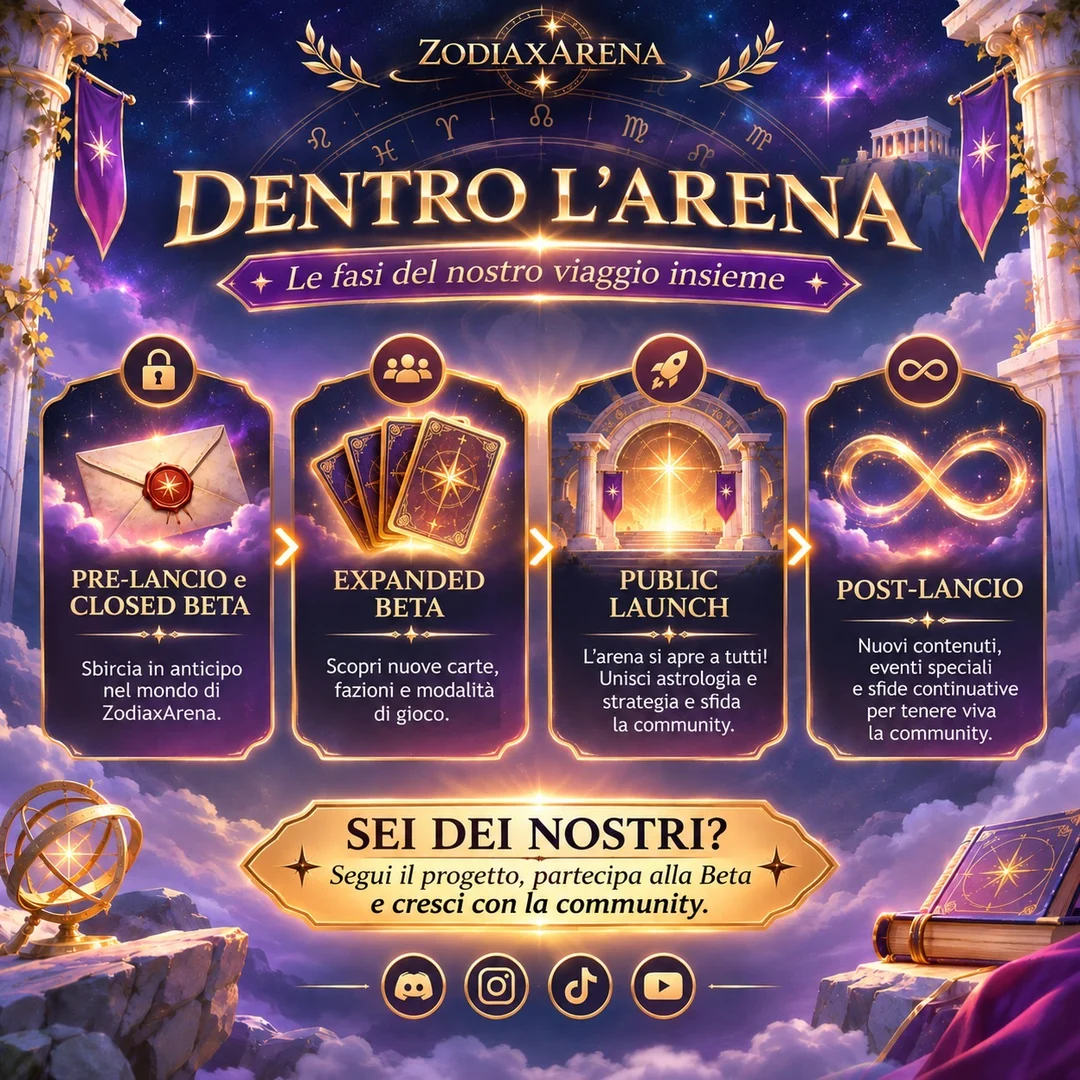 ZODIAXARENA
♌ ♓ ♈ ♌ ♍ ♍
DENTRO L'ARENA
Le fasi del nostro viaggio insieme
PRE-LANCIO e
CLOSED BETA
Sbircia in anticipo
nel mondo di
ZodiaxArena.
EXPANDED
BETA
Scopri nuove carte,
fazioni e modalità
di gioco.
PUBLIC
LAUNCH
L'arena si apre a tutti!
Unisci astrologia e
strategia e sfida
la community.
POST-LANCIO
Nuovi contenuti,
eventi speciali
e sfide continuative
per tenere viva
la community.
SEI DEI NOSTRI?
Segui il progetto, partecipa alla Beta
e cresci con la community.